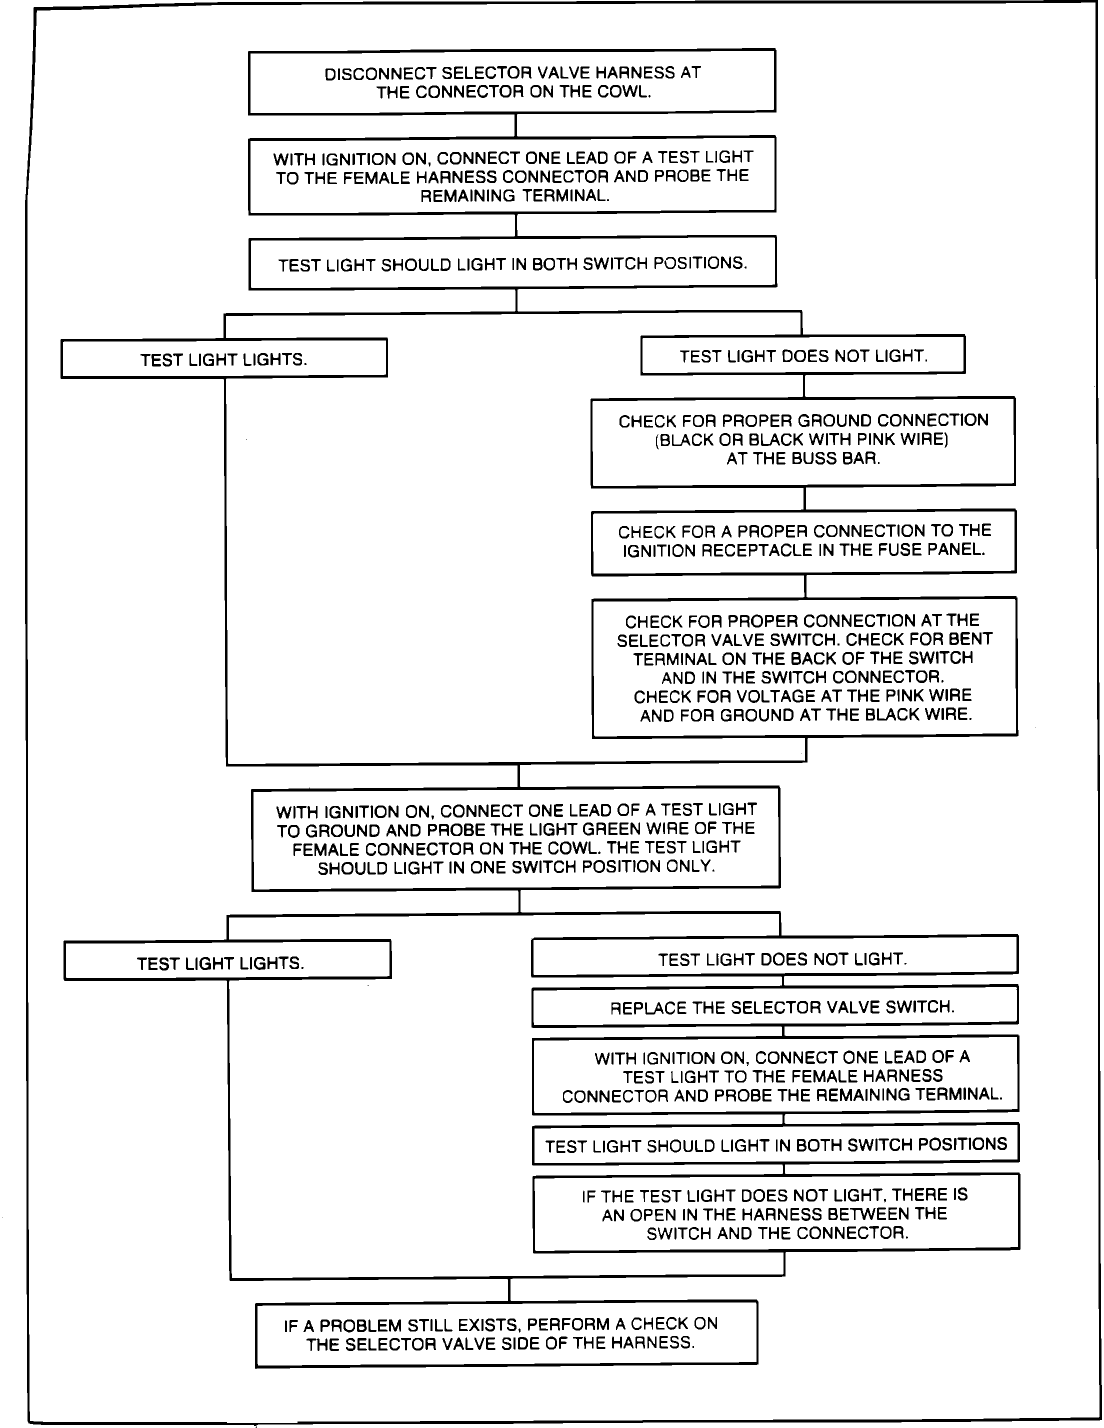 DISCONNECT SELECTOR VALVE HARNESS AT
THE CONNECTOR ON THE COWL.
WITH IGNITION ON, CONNECT ONE LEAD OF A TEST LIGHT
TO THE FEMALE HARNESS CONNECTOR AND PROBE THE
REMAINING TERMINAL.
TEST LIGHT SHOULD LIGHT IN BOTH SWITCH POSITIONS.
TEST LIGHT LIGHTS.
TEST LIGHT DOES NOT LIGHT.
CHECK FOR PROPER GROUND CONNECTION
(BLACK OR BLACK WITH PINK WIRE)
AT THE BUSS BAR.
CHECK FOR A PROPER CONNECTION TO THE
IGNITION RECEPTACLE IN THE FUSE PANEL.
CHECK FOR PROPER CONNECTION AT THE
SELECTOR VALVE SWITCH. CHECK FOR BENT
TERMINAL ON THE BACK OF THE SWITCH
AND IN THE SWITCH CONNECTOR.
CHECK FOR VOLTAGE AT THE PINK WIRE
AND FOR GROUND AT THE BLACK WIRE.
WITH IGNITION ON, CONNECT ONE LEAD OF A TEST LIGHT
TO GROUND AND PROBE THE LIGHT GREEN WIRE OF THE
FEMALE CONNECTOR ON THE COWL. THE TEST LIGHT
SHOULD LIGHT IN ONE SWITCH POSITION ONLY.
TEST LIGHT LIGHTS.
TEST LIGHT DOES NOT LIGHT.
REPLACE THE SELECTOR VALVE SWITCH.
WITH IGNITION ON, CONNECT ONE LEAD OF A
TEST LIGHT TO THE FEMALE HARNESS
CONNECTOR AND PROBE THE REMAINING TERMINAL.
TEST LIGHT SHOULD LIGHT IN BOTH SWITCH POSITIONS
IF THE TEST LIGHT DOES NOT LIGHT, THERE IS
AN OPEN IN THE HARNESS BETWEEN THE
SWITCH AND THE CONNECTOR.
IF A PROBLEM STILL EXISTS, PERFORM A CHECK ON
THE SELECTOR VALVE SIDE OF THE HARNESS.